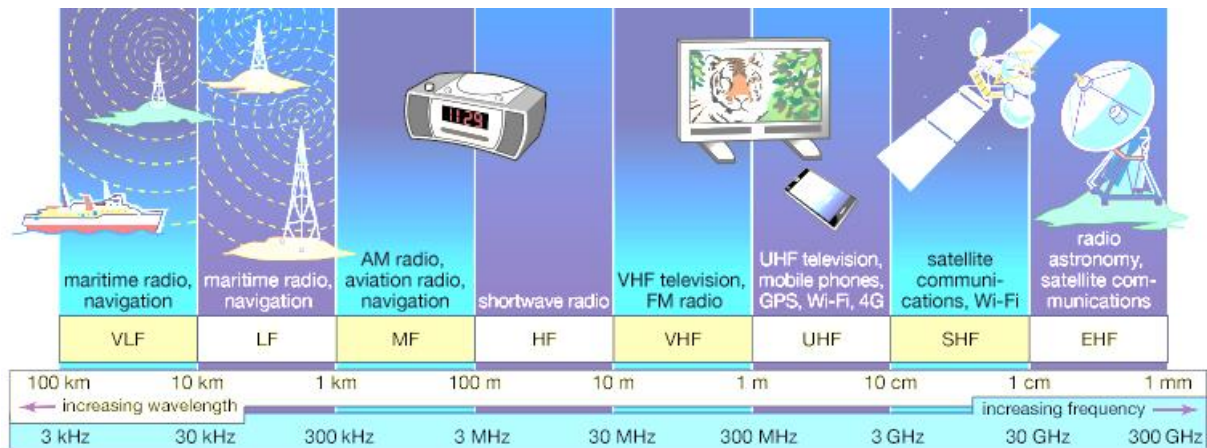 11:29
maritime radio,
navigation
maritime radio,
navigation
AM radio,
aviation radio,
navigation
shortwave radio
VHF television,
FM radio
UHF television,
mobile phones,
GPS, Wi-Fi, 4G
satellite
communi-
cations, Wi-Fi
radio
astronomy,
satellite com-
munications
VLF LF MF HF VHF UHF SHF EHF
100 km 10 km 1 km 100 m 10 m 1 m 10 cm 1 cm 1 mm
increasing wavelength increasing frequency
3 kHz 30 kHz 300 kHz 3 MHz 30 MHz 300 MHz 3 GHz 30 GHz 300 GHz